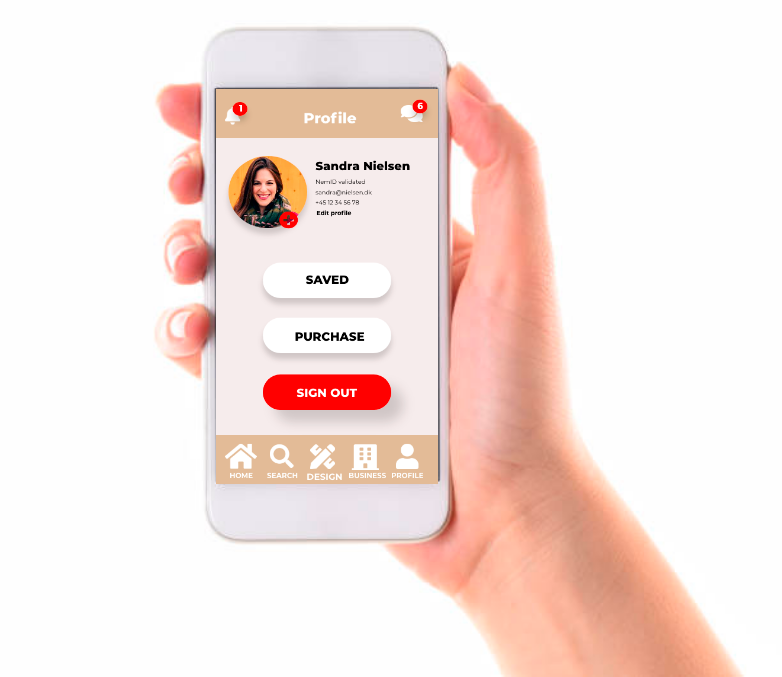 1
6
Profile
Sandra Nielsen
NemID validated
sandra@nielsen.dk
+45 12 34 56 78
Edit profile
SAVED
PURCHASE
SIGN OUT
HOME SEARCH DESIGN BUSINESS PROFILE